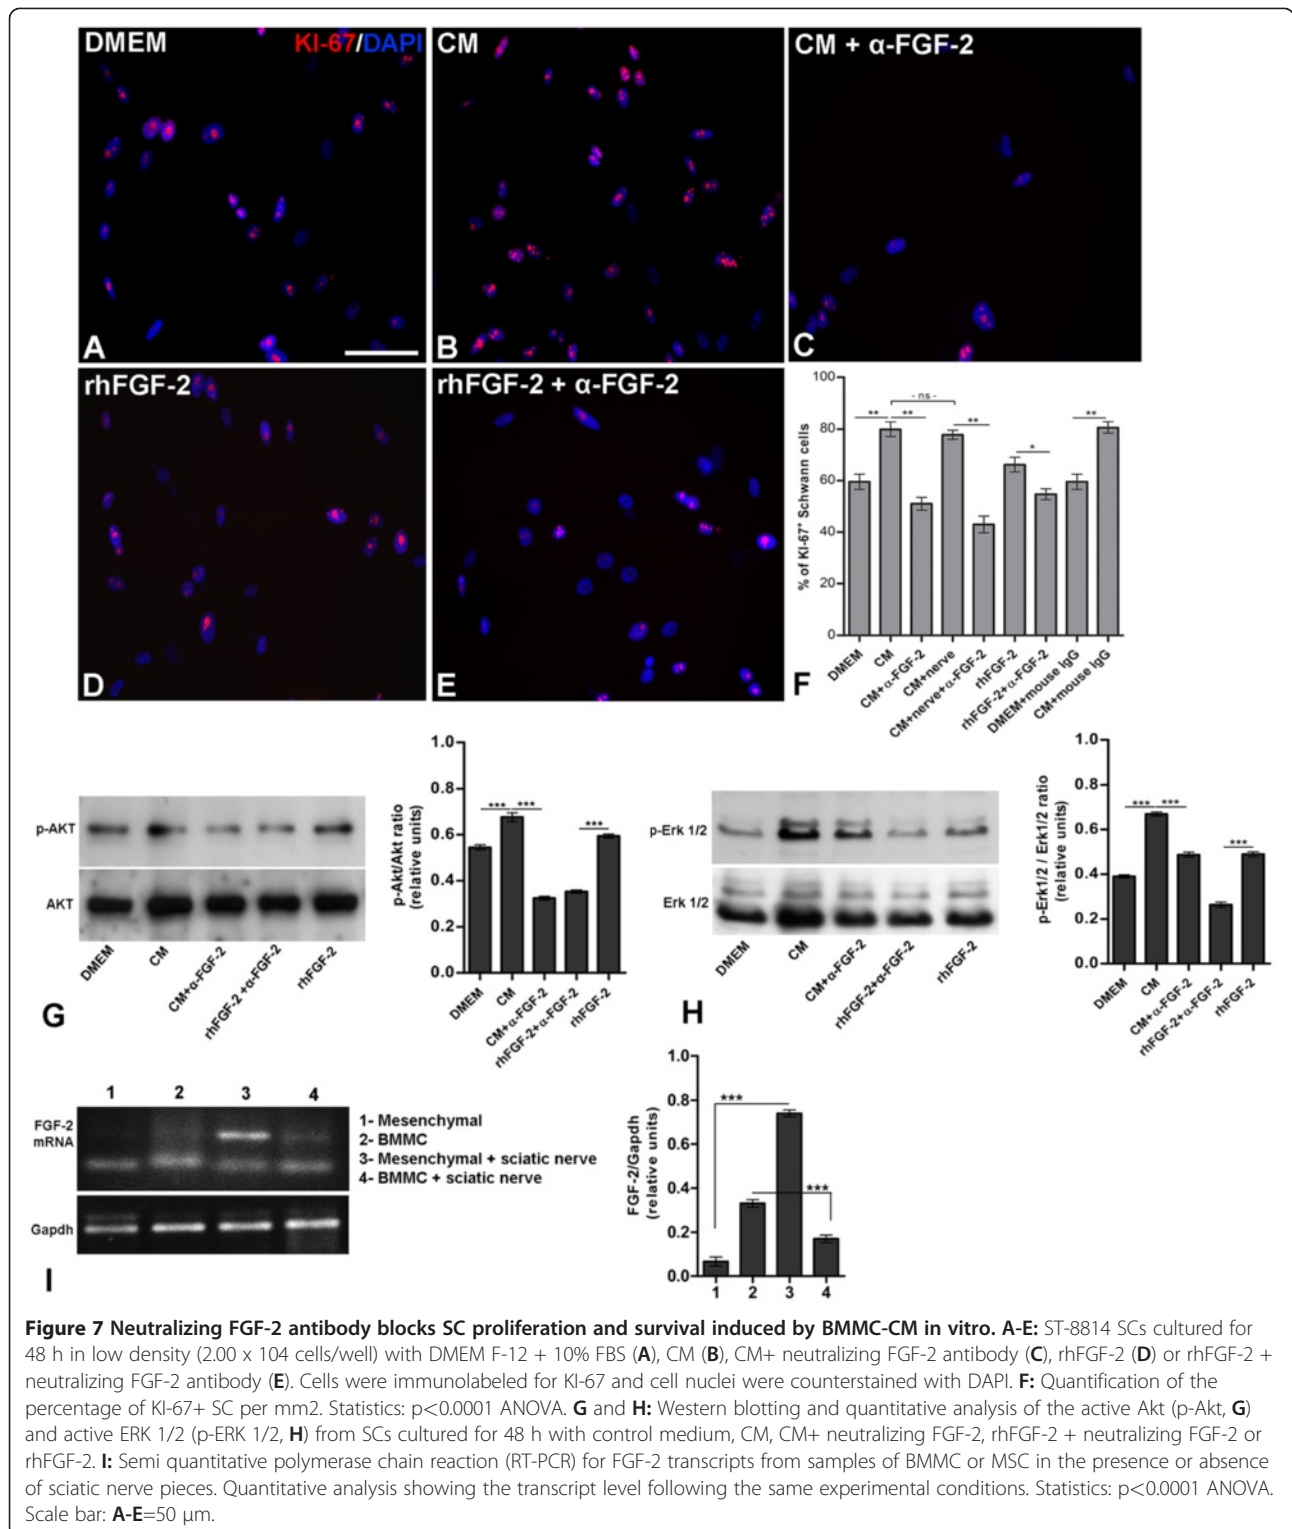 DMEM
KI-67/DAPI
CM
CM + α-FGF-2
A
B
C
rhFGF-2
rhFGF-2 + α-FGF-2
D
E
100
80
60
40
20
0
% of KI-67+ Schwann cells
** ** - ns - ** * **
DMEM
CM
CM+α-FGF-2
CM+nerve
CM+nerve+α-FGF-2
rhFGF-2
rhFGF-2+α-FGF-2
DMEM+mouse IgG
CM+mouse IgG
F
p-AKT
AKT
DMEM
CM
CM+α-FGF-2
rhFGF-2 +α-FGF-2
rhFGF-2
G
1.0
0.8
0.6
0.4
0.2
0.0
p-Akt/Akt ratio
(relative units)
*** *** ***
DMEM
CM
CM+α-FGF-2
rhFGF-2+α-FGF-2
rhFGF-2
p-Erk 1/2
Erk 1/2
DMEM
CM
CM+α-FGF-2
rhFGF-2+α-FGF-2
rhFGF-2
H
1.0
0.8
0.6
0.4
0.2
0.0
p-Erk1/2 / Erk1/2 ratio
(relative units)
*** *** ***
DMEM
CM
CM+α-FGF-2
rhFGF-2+α-FGF-2
rhFGF-2
1 2 3 4
FGF-2
mRNA
Gapdh
1- Mesenchymal
2- BMMC
3- Mesenchymal + sciatic nerve
4- BMMC + sciatic nerve
I
1.0
0.8
0.6
0.4
0.2
0.0
FGF-2/Gapdh
(relative units)
***
***
1 2 3 4
Figure 7 Neutralizing FGF-2 antibody blocks SC proliferation and survival induced by BMMC-CM in vitro. A-E: ST-8814 SCs cultured for
48 h in low density (2.00 x 104 cells/well) with DMEM F-12 + 10% FBS (A), CM (B), CM+ neutralizing FGF-2 antibody (C), rhFGF-2 (D) or rhFGF-2 +
neutralizing FGF-2 antibody (E). Cells were immunolabeled for KI-67 and cell nuclei were counterstained with DAPI. F: Quantification of the
percentage of KI-67+ SC per mm2. Statistics: p<0.0001 ANOVA. G and H: Western blotting and quantitative analysis of the active Akt (p-Akt, G)
and active ERK 1/2 (p-ERK 1/2, H) from SCs cultured for 48 h with control medium, CM, CM+ neutralizing FGF-2, rhFGF-2 + neutralizing FGF-2 or
rhFGF-2. I: Semi quantitative polymerase chain reaction (RT-PCR) for FGF-2 transcripts from samples of BMMC or MSC in the presence or absence
of sciatic nerve pieces. Quantitative analysis showing the transcript level following the same experimental conditions. Statistics: p<0.0001 ANOVA.
Scale bar: A-E=50 µm.